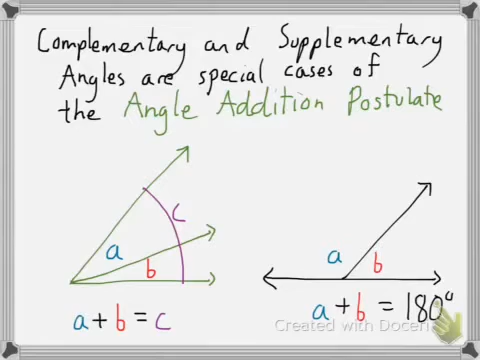 Complementary and Supplementary
Angles are special cases of
the Angle Addition Postulate
c
a
b
a + b = c
a
b
a + b = 180°
Created with Doceri